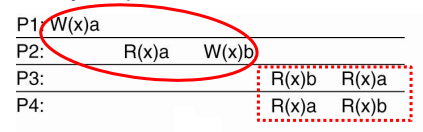 P1: W(x)a
P2: R(x)a W(x)b
P3: R(x)b R(x)a
P4: R(x)a R(x)b